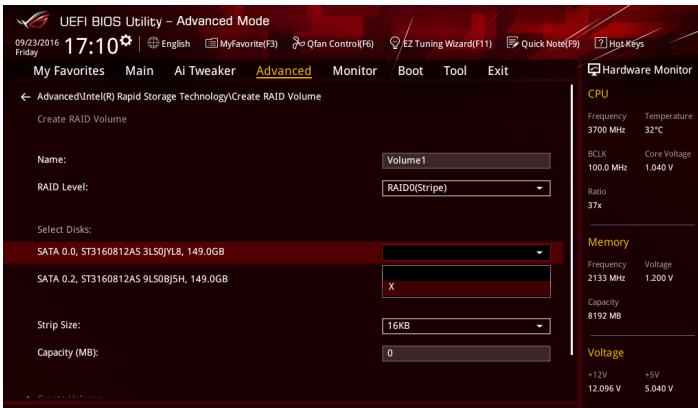 UEFI BIOS Utility – Advanced Mode
09/23/2016 Friday 17:10 English MyFavorite(F3) Qfan Control(F6) EZ Tuning Wizard(F11) Quick Note(F9) Hot Keys
My Favorites Main Ai Tweaker Advanced Monitor Boot Tool Exit
Hardware Monitor
← Advanced\Intel(R) Rapid Storage Technology\Create RAID Volume
Create RAID Volume
Name: Volume1
RAID Level: RAID0(Stripe)
Select Disks:
SATA 0.0, ST3160812AS 3LS0JYL8, 149.0GB
SATA 0.2, ST3160812AS 9LS0BJ5H, 149.0GB
X
Strip Size: 16KB
Capacity (MB): 0
Create Volume
CPU
Frequency Temperature
3700 MHz 32°C
BCLK Core Voltage
100.0 MHz 1.040 V
Ratio
37x
Memory
Frequency Voltage
2133 MHz 1.200 V
Capacity
8192 MB
Voltage
+12V +5V
12.096 V 5.040 V